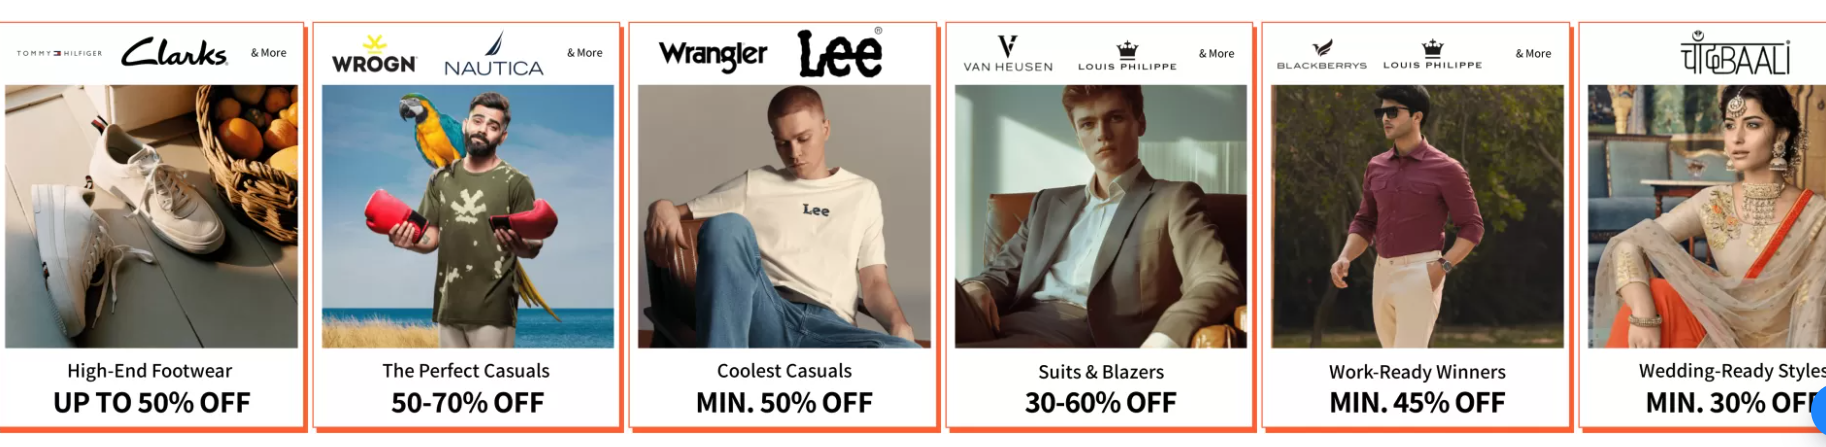 TOMMY HILFIGER
Clarks
& More
High-End Footwear
UP TO 50% OFF
WROGN
NAUTICA
& More
The Perfect Casuals
50-70% OFF
Wrangler
Lee®
Lee
Coolest Casuals
MIN. 50% OFF
VAN HEUSEN
LOUIS PHILIPPE
& More
Suits & Blazers
30-60% OFF
BLACKBERRYS
LOUIS PHILIPPE
& More
Work-Ready Winners
MIN. 45% OFF
चांदBAALI
Wedding-Ready Styles
MIN. 30% OFF